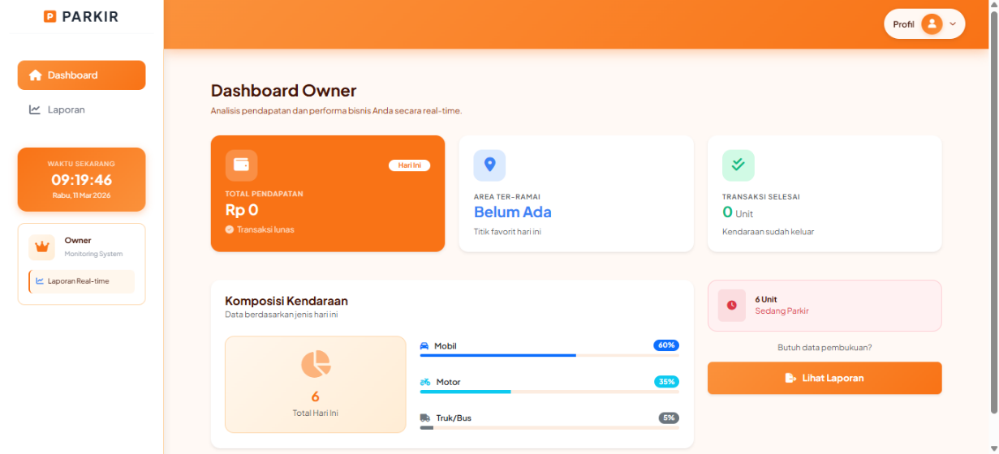 P PARKIR
Profil
Dashboard
Laporan
WAKTU SEKARANG
09:19:46
Rabu, 11 Mar 2026
Owner
Monitoring System
Laporan Real-time
Dashboard Owner
Analisis pendapatan dan performa bisnis Anda secara real-time.
Hari Ini
TOTAL PENDAPATAN
Rp 0
Transaksi lunas
AREA TER-RAMAI
Belum Ada
Titik favorit hari ini
TRANSAKSI SELESAI
0 Unit
Kendaraan sudah keluar
Komposisi Kendaraan
Data berdasarkan jenis hari ini
6
Total Hari Ini
Mobil 60%
Motor 35%
Truk/Bus 5%
6 Unit
Sedang Parkir
Butuh data pembukuan?
Lihat Laporan